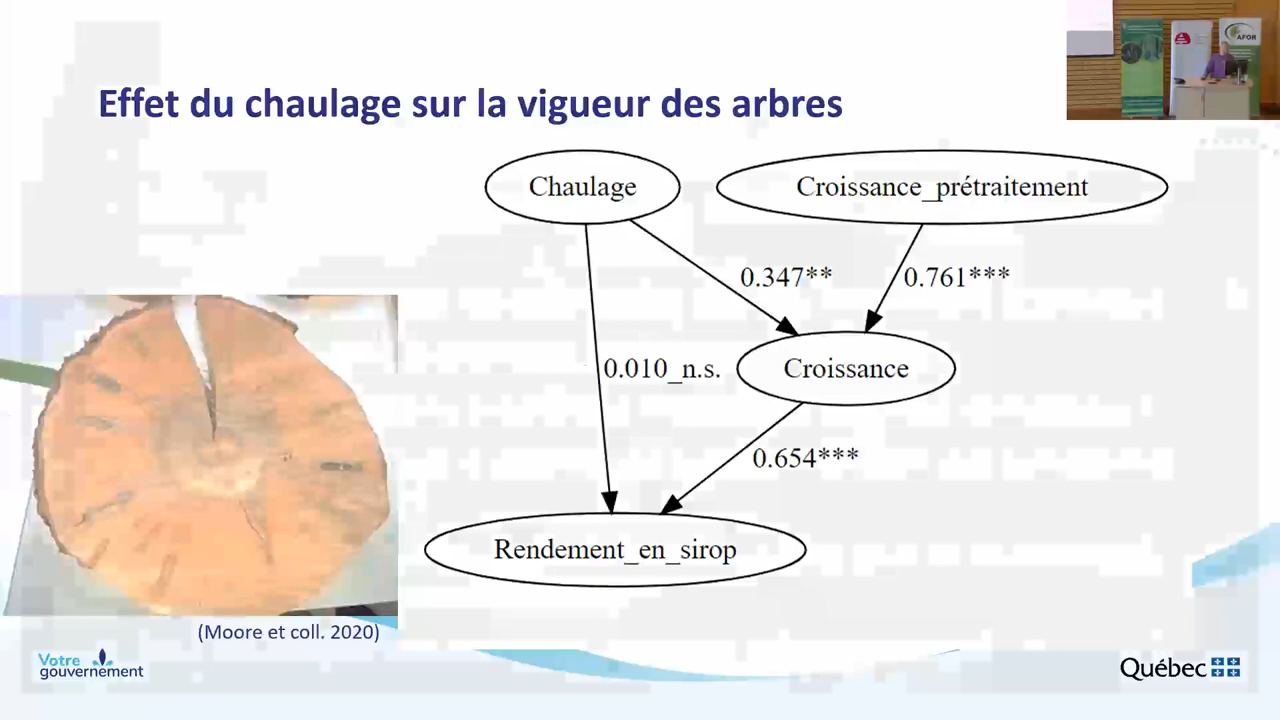 AFOR
Effet du chaulage sur la vigueur des arbres
Chaulage
Croissance_prétraitement
0.347**
0.761***
0.010_n.s.
Croissance
0.654***
Rendement_en_sirop
(Moore et coll. 2020)
Votre
gouvernement
Québec